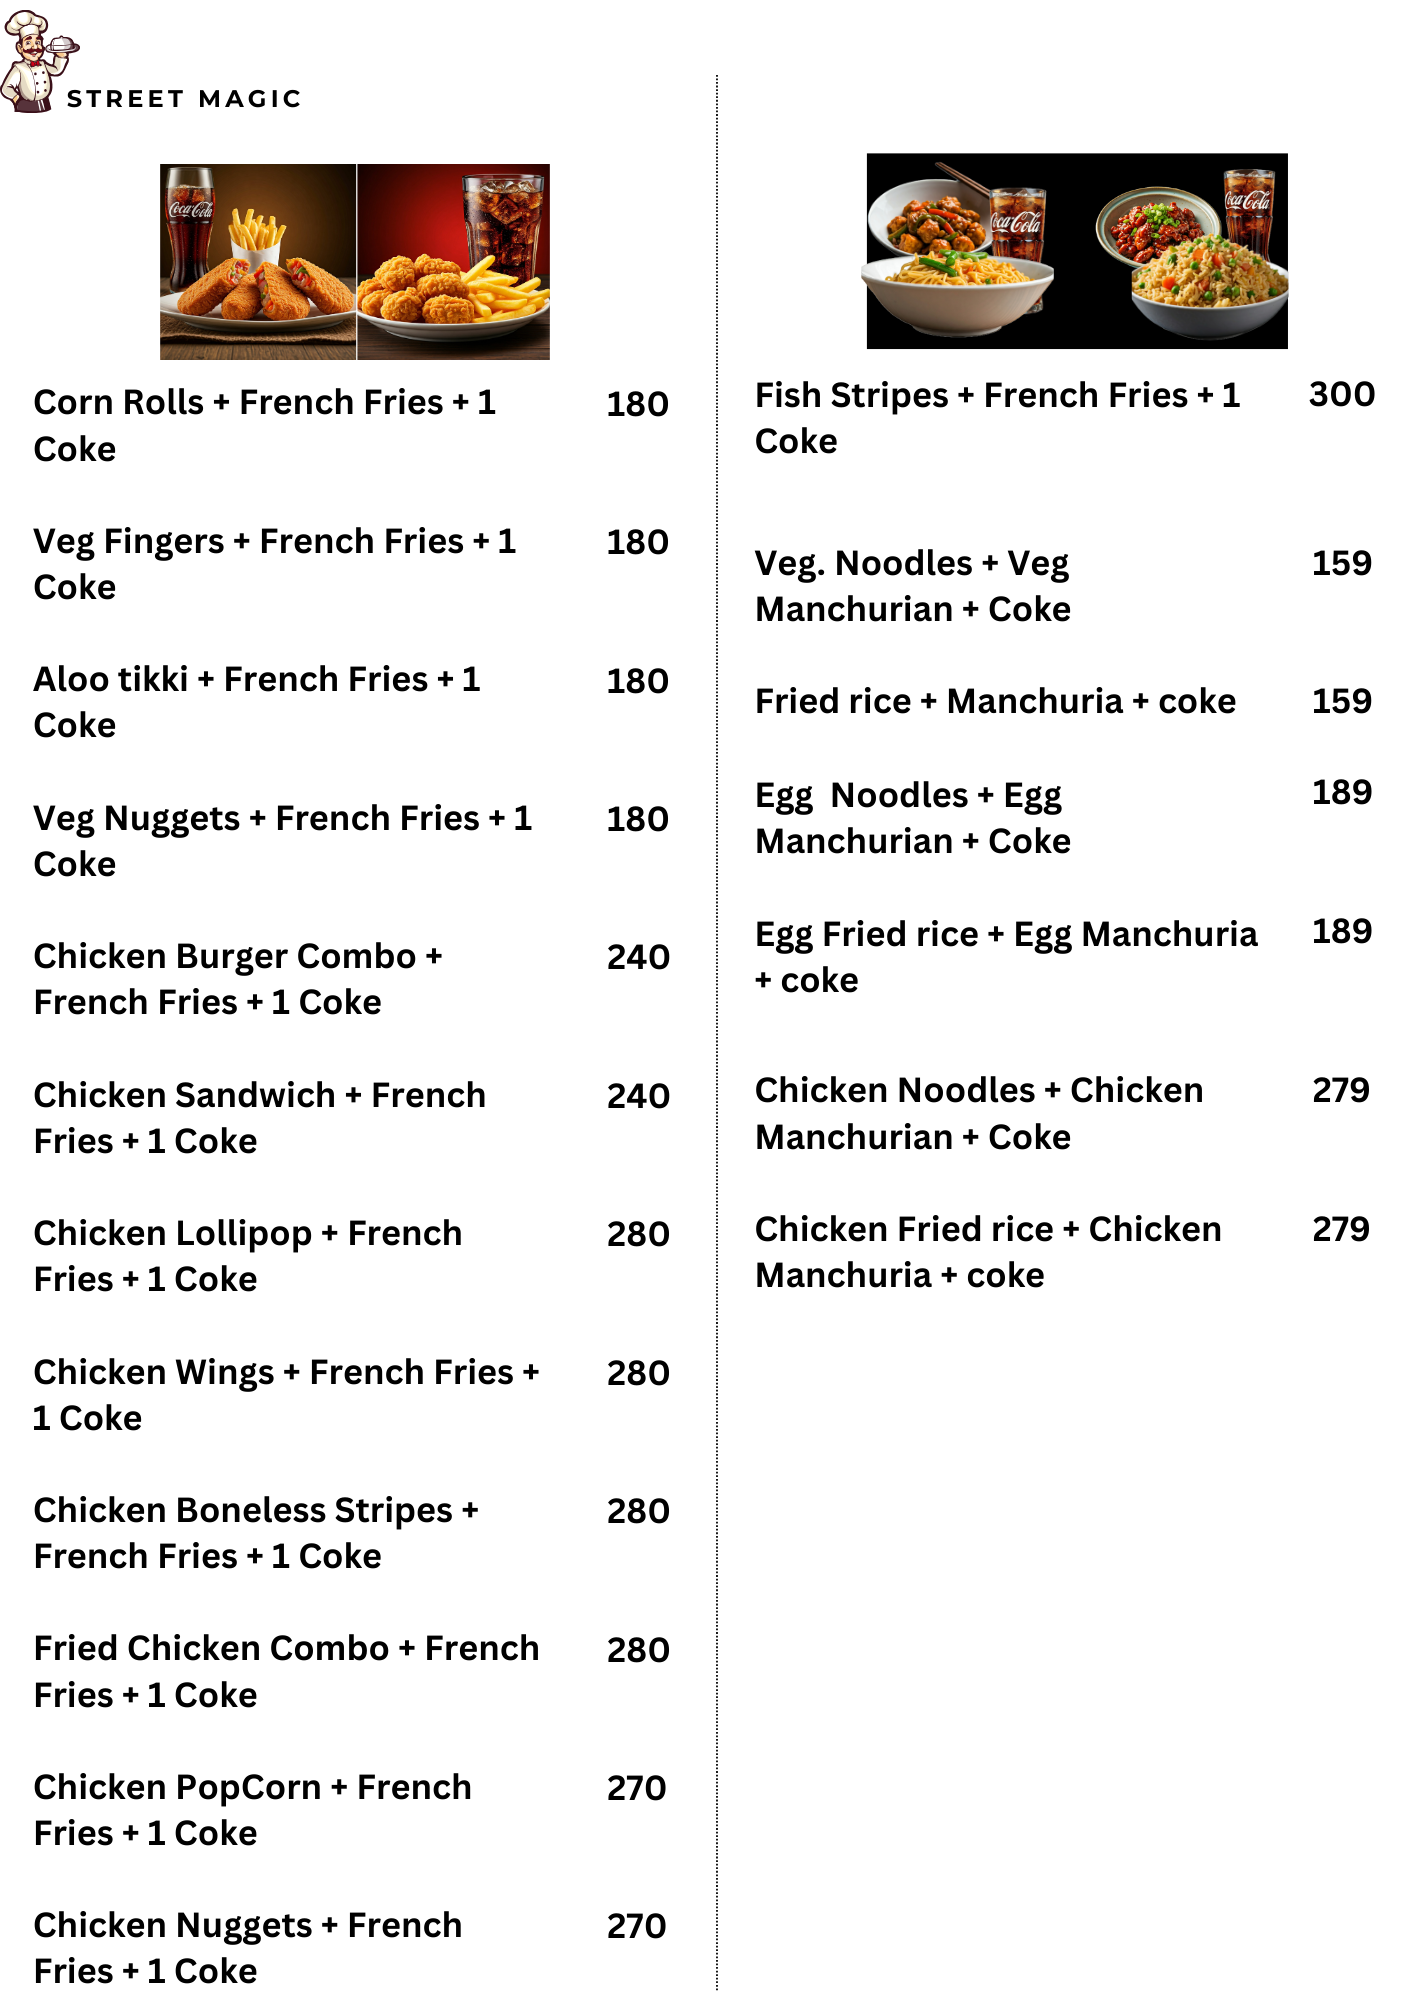 STREET MAGIC
Coca-Cola
Corn Rolls + French Fries + 1 180
Coke
Veg Fingers + French Fries + 1 180
Coke
Aloo tikki + French Fries + 1 180
Coke
Veg Nuggets + French Fries + 1 180
Coke
Chicken Burger Combo + 240
French Fries + 1 Coke
Chicken Sandwich + French 240
Fries + 1 Coke
Chicken Lollipop + French 280
Fries + 1 Coke
Chicken Wings + French Fries + 280
1 Coke
Chicken Boneless Stripes + 280
French Fries + 1 Coke
Fried Chicken Combo + French 280
Fries + 1 Coke
Chicken PopCorn + French 270
Fries + 1 Coke
Chicken Nuggets + French 270
Fries + 1 Coke
Coca-Cola
Coca-Cola
Fish Stripes + French Fries + 1 300
Coke
Veg. Noodles + Veg 159
Manchurian + Coke
Fried rice + Manchuria + coke 159
Egg  Noodles + Egg 189
Manchurian + Coke
Egg Fried rice + Egg Manchuria 189
+ coke
Chicken Noodles + Chicken 279
Manchurian + Coke
Chicken Fried rice + Chicken 279
Manchuria + coke